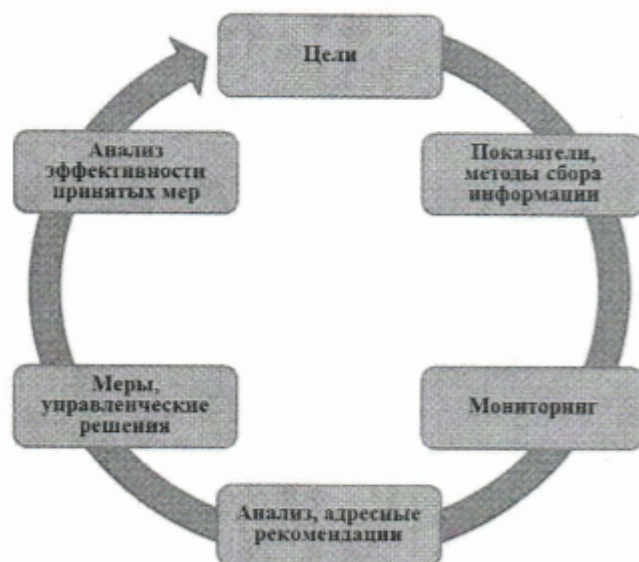 Цели
Показатели,
методы сбора
информации
Мониторинг
Анализ, адресные
рекомендации
Меры,
управленческие
решения
Анализ
эффективности
принятых мер